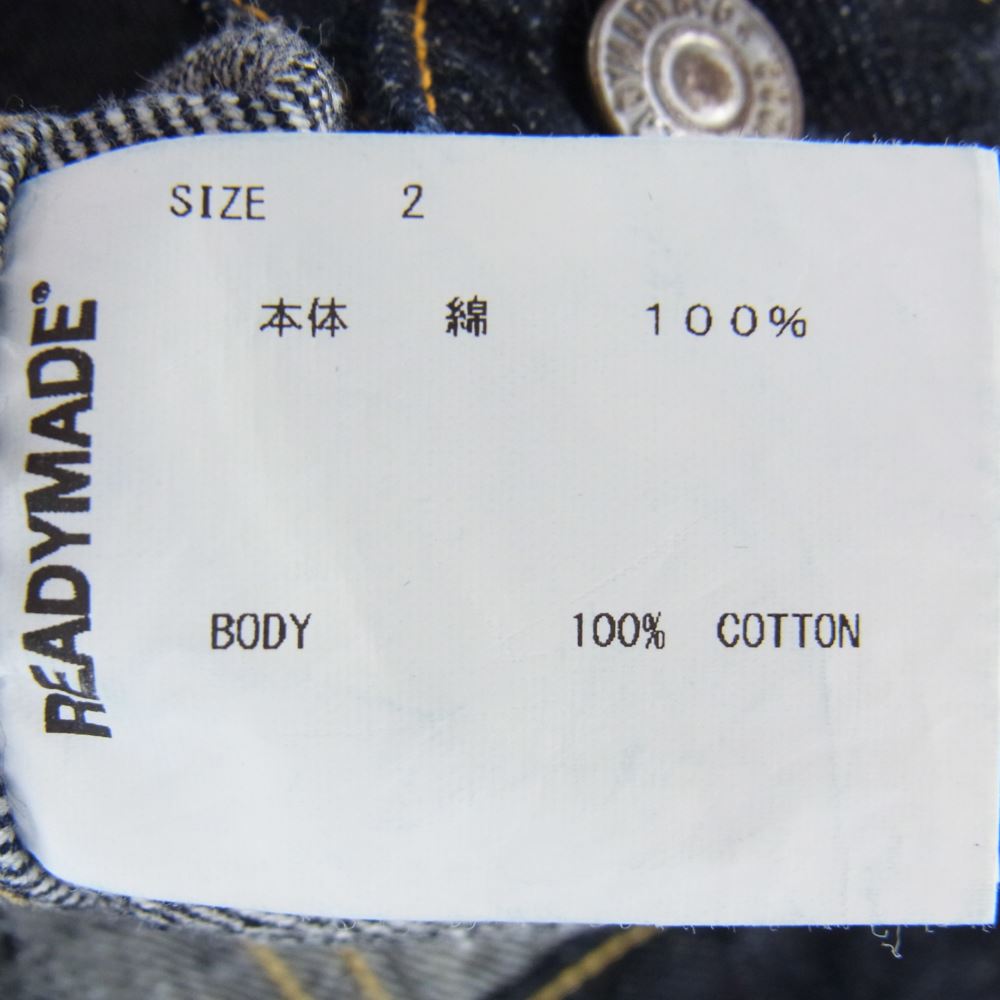 SIZE 2
本体 綿 １００％
BODY 100% COTTON
READYMADE